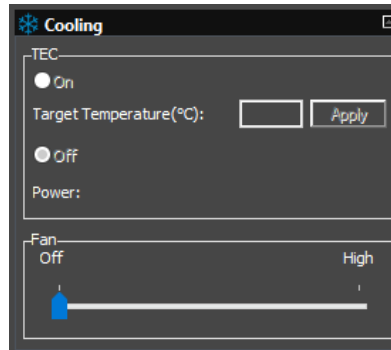 Cooling
TEC
On
Target Temperature(°C): Apply
Off
Power:
Fan
Off High